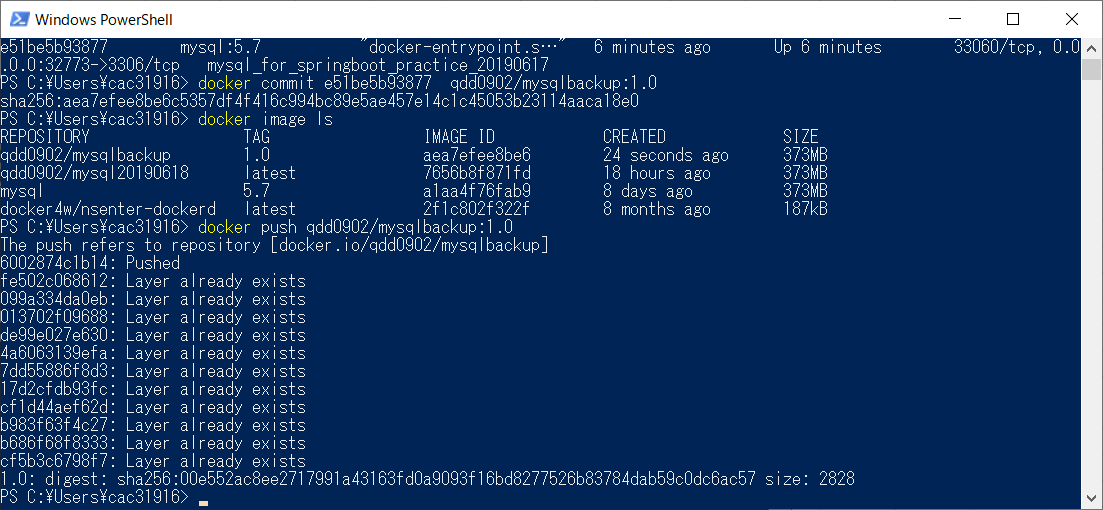 Windows PowerShell
e51be5b93877        mysql:5.7           "docker-entrypoint.s…"   6 minutes ago       Up 6 minutes        33060/tcp, 0.0
.0.0:32773->3306/tcp   mysql_for_springboot_practice_20190617
PS C:¥Users¥cac31916> docker commit e51be5b93877  qdd0902/mysqlbackup:1.0
sha256:aea7efee8be6c5357df4f416c994bc89e5ae457e14c1c45053b23114aaca18e0
PS C:¥Users¥cac31916> docker image ls
REPOSITORY                 TAG                 IMAGE ID            CREATED             SIZE
qdd0902/mysqlbackup        1.0                 aea7efee8be6        24 seconds ago      373MB
qdd0902/mysql20190618      latest              7656b8f871fd        18 hours ago        373MB
mysql                      5.7                 a1aa4f76fab9        8 days ago          373MB
docker4w/nsenter-dockerd   latest              2f1c802f322f        8 months ago        187kB
PS C:¥Users¥cac31916> docker push qdd0902/mysqlbackup:1.0
The push refers to repository [docker.io/qdd0902/mysqlbackup]
6002874c1b14: Pushed
fe502c068612: Layer already exists
099a334da0eb: Layer already exists
013702f09688: Layer already exists
de99e027e630: Layer already exists
4a6063139efa: Layer already exists
7dd55886f8d3: Layer already exists
17d2cfdb93fc: Layer already exists
cf1d44aef62d: Layer already exists
b983f63f4c27: Layer already exists
b686f68f8333: Layer already exists
cf5b3c6798f7: Layer already exists
1.0: digest: sha256:00e552ac8ee2717991a43163fd0a9093f16bd8277526b83784dab59c0dc6ac57 size: 2828
PS C:¥Users¥cac31916>